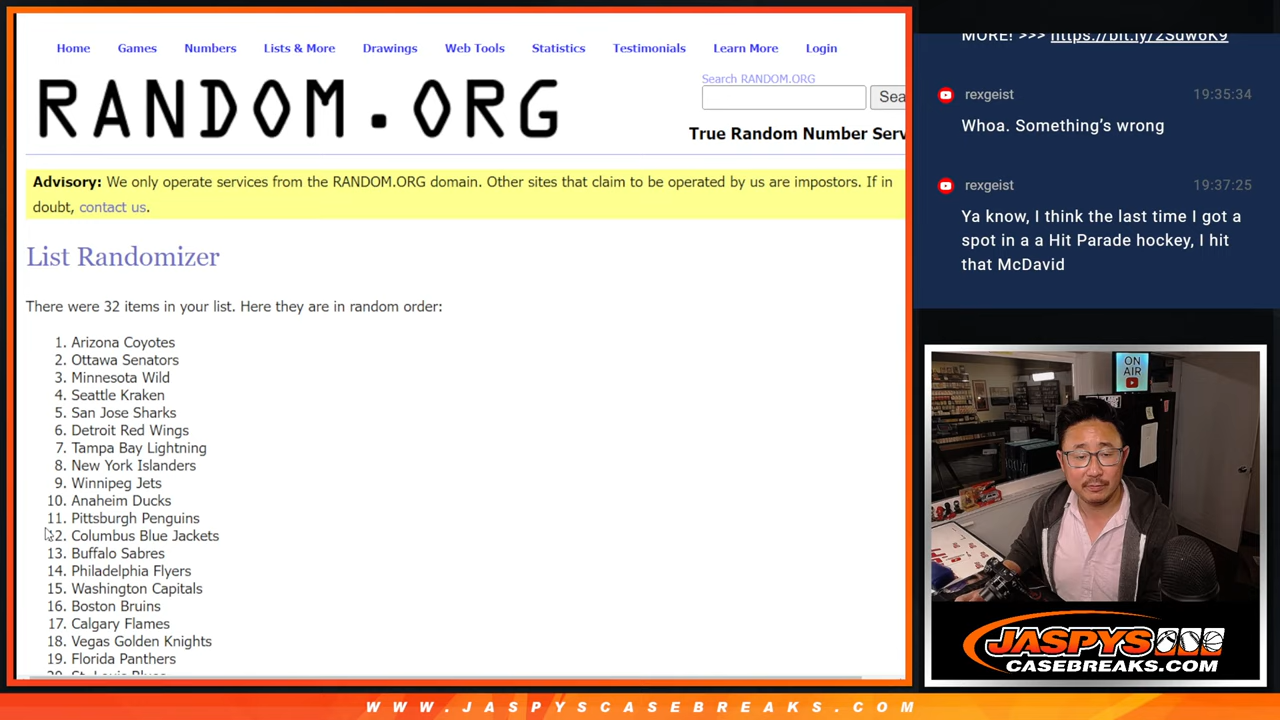 Home Games Numbers Lists & More Drawings Web Tools Statistics Testimonials Learn More Login
RANDOM.ORG
Search RANDOM.ORG
Sea
True Random Number Serv
Advisory: We only operate services from the RANDOM.ORG domain. Other sites that claim to be operated by us are impostors. If in
doubt, contact us.
List Randomizer
There were 32 items in your list. Here they are in random order:
1. Arizona Coyotes
2. Ottawa Senators
3. Minnesota Wild
4. Seattle Kraken
5. San Jose Sharks
6. Detroit Red Wings
7. Tampa Bay Lightning
8. New York Islanders
9. Winnipeg Jets
10. Anaheim Ducks
11. Pittsburgh Penguins
12. Columbus Blue Jackets
13. Buffalo Sabres
14. Philadelphia Flyers
15. Washington Capitals
16. Boston Bruins
17. Calgary Flames
18. Vegas Golden Knights
19. Florida Panthers
20. St. Louis Blues
MORE! >>> https://bit.ly/2Sdw6K9
rexgeist 19:35:34
Whoa. Something's wrong
rexgeist 19:37:25
Ya know, I think the last time I got a
spot in a a Hit Parade hockey, I hit
that McDavid
ON
AIR
JASPYS
CASEBREAKS.COM
WWW.JASPYSCASEBREAKS.COM